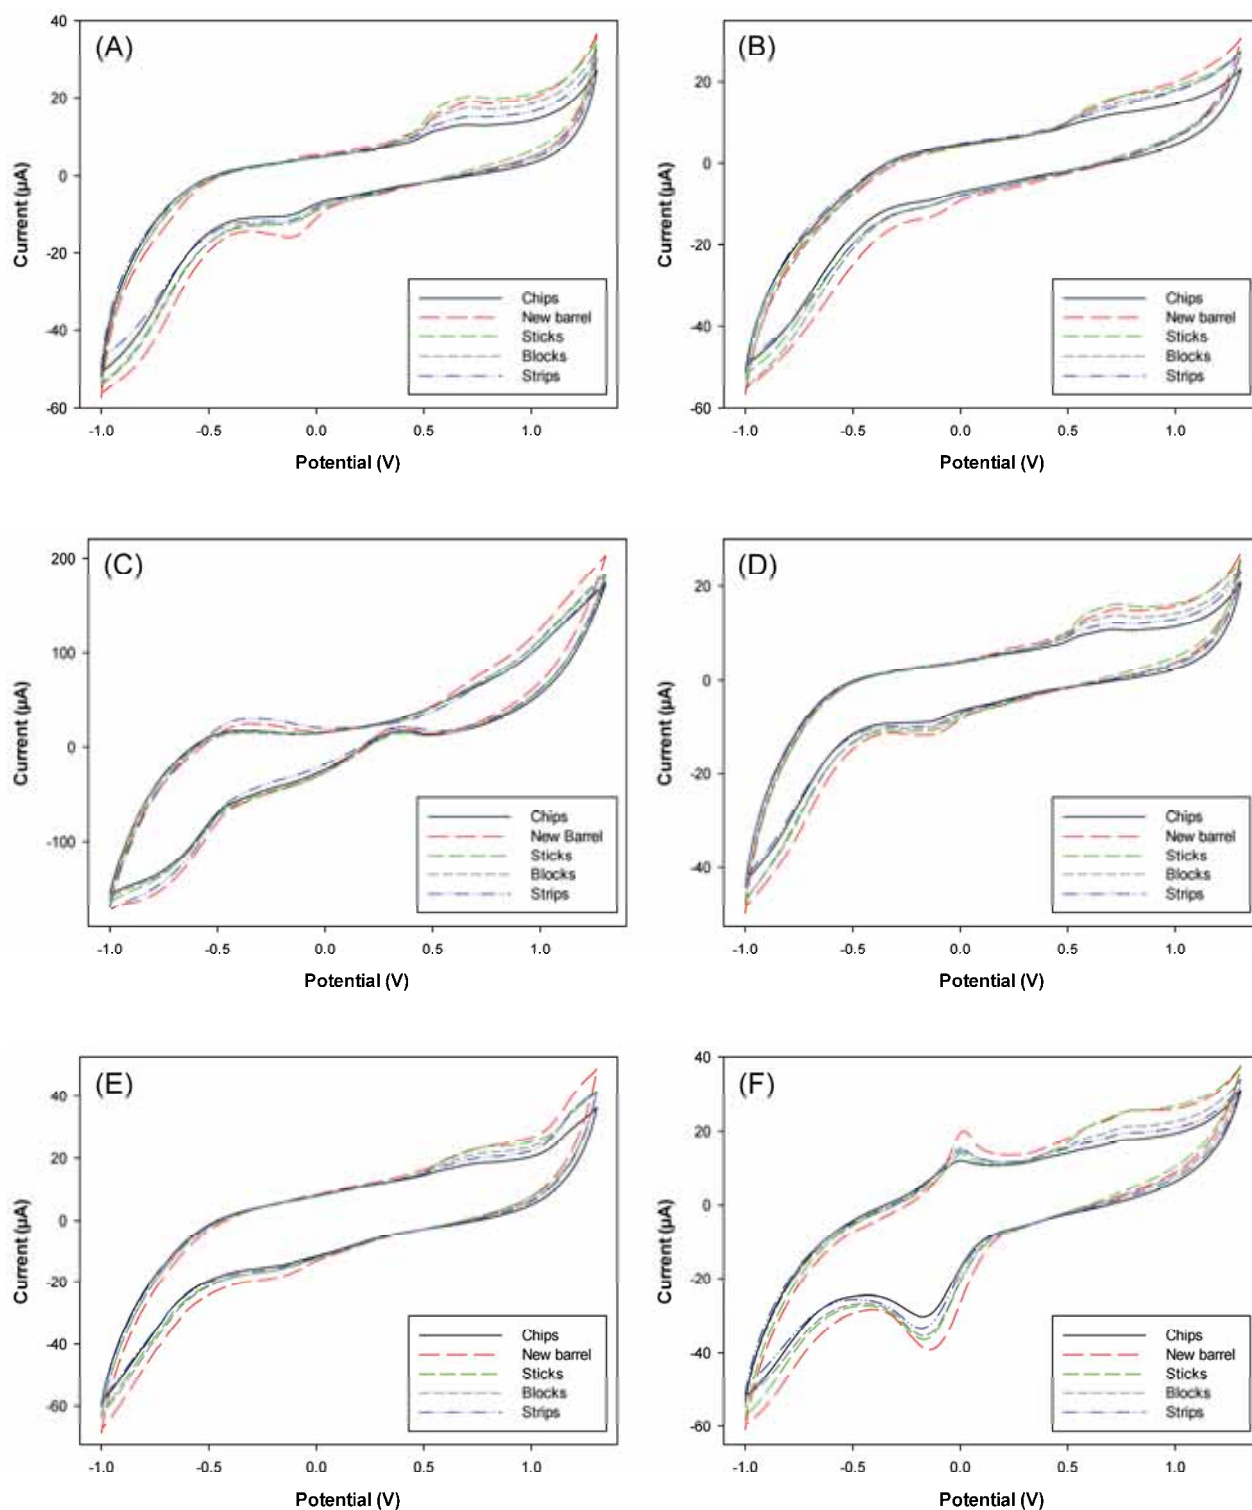 (A)
40
20
0
-20
-40
-60
Current (µA)
-1.0 -0.5 0.0 0.5 1.0
Potential (V)
Chips
New barrel
Sticks
Blocks
Strips
(B)
20
0
-20
-40
-60
Current (µA)
-1.0 -0.5 0.0 0.5 1.0
Potential (V)
Chips
New barrel
Sticks
Blocks
Strips
(C)
200
100
0
-100
Current (µA)
-1.0 -0.5 0.0 0.5 1.0
Potential (V)
Chips
New Barrel
Sticks
Blocks
Strips
(D)
20
0
-20
-40
Current (µA)
-1.0 -0.5 0.0 0.5 1.0
Potential (V)
Chips
New barrel
Sticks
Blocks
Strips
(E)
40
20
0
-20
-40
-60
Current (µA)
-1.0 -0.5 0.0 0.5 1.0
Potential (V)
Chips
New barrel
Sticks
Blocks
Strips
(F)
40
20
0
-20
-40
-60
Current (µA)
-1.0 -0.5 0.0 0.5 1.0
Potential (V)
Chips
New barrel
Sticks
Blocks
Strips